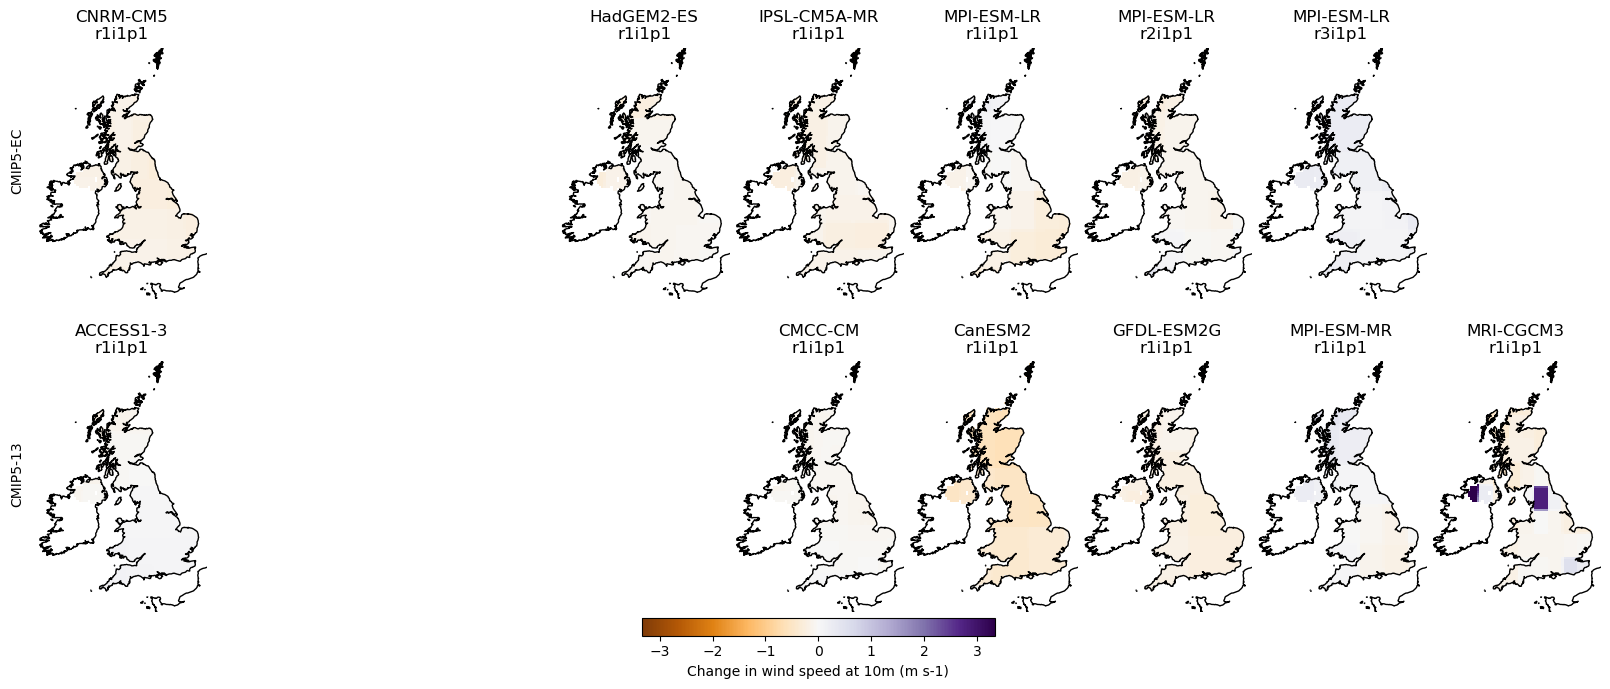 CNRM-CM5
r1i1p1
HadGEM2-ES
r1i1p1
IPSL-CM5A-MR
r1i1p1
MPI-ESM-LR
r1i1p1
MPI-ESM-LR
r2i1p1
MPI-ESM-LR
r3i1p1
CMIP5-EC
ACCESS1-3
r1i1p1
CMCC-CM
r1i1p1
CanESM2
r1i1p1
GFDL-ESM2G
r1i1p1
MPI-ESM-MR
r1i1p1
MRI-CGCM3
r1i1p1
CMIP5-13
−3 −2 −1 0 1 2 3
Change in wind speed at 10m (m s-1)